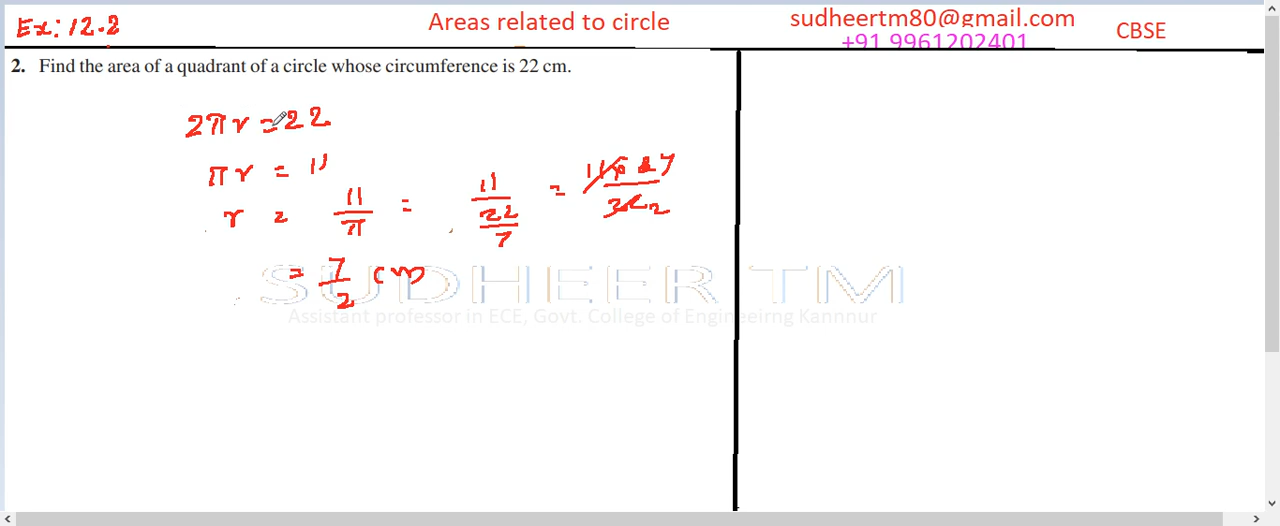 Ex: 12.2
Areas related to circle
sudheertm80@gmail.com
+91 9961202401
CBSE
2. Find the area of a quadrant of a circle whose circumference is 22 cm.
2πr = 22
πr = 11
r = 11/π = 11/(22/7) =
= 7/2 cm
SUDHEER TM
Assistant professor in ECE, Govt. College of Engineeirng Kannnur